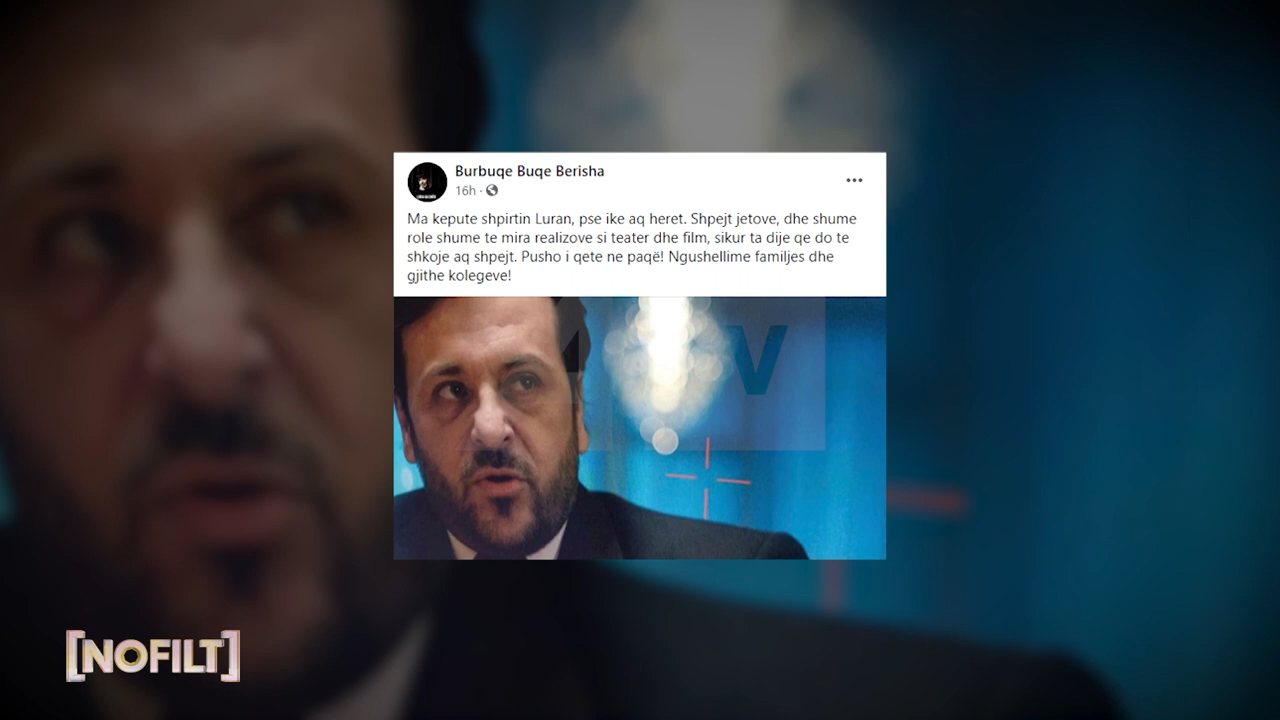 Burbuqe Buqe Berisha
16h ·
Ma kepute shpirtin Luran, pse ike aq heret. Shpejt jetove, dhe shume
role shume te mira realizove si teater dhe film, sikur ta dije qe do te
shkoje aq shpejt. Pusho i qete ne paqë! Ngushellime familjes dhe
gjithe kolegeve!
V
[NOFILT]